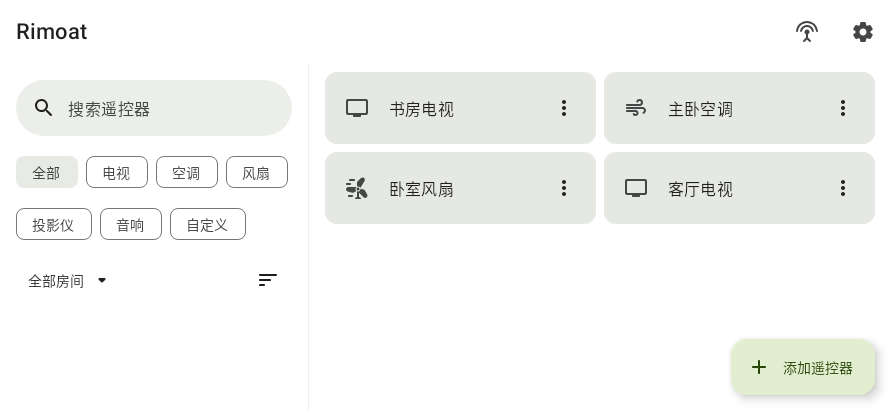 Rimoat
搜索遥控器
全部 电视 空调 风扇
投影仪 音响 自定义
全部房间
书房电视 主卧空调
卧室风扇 客厅电视
添加遥控器